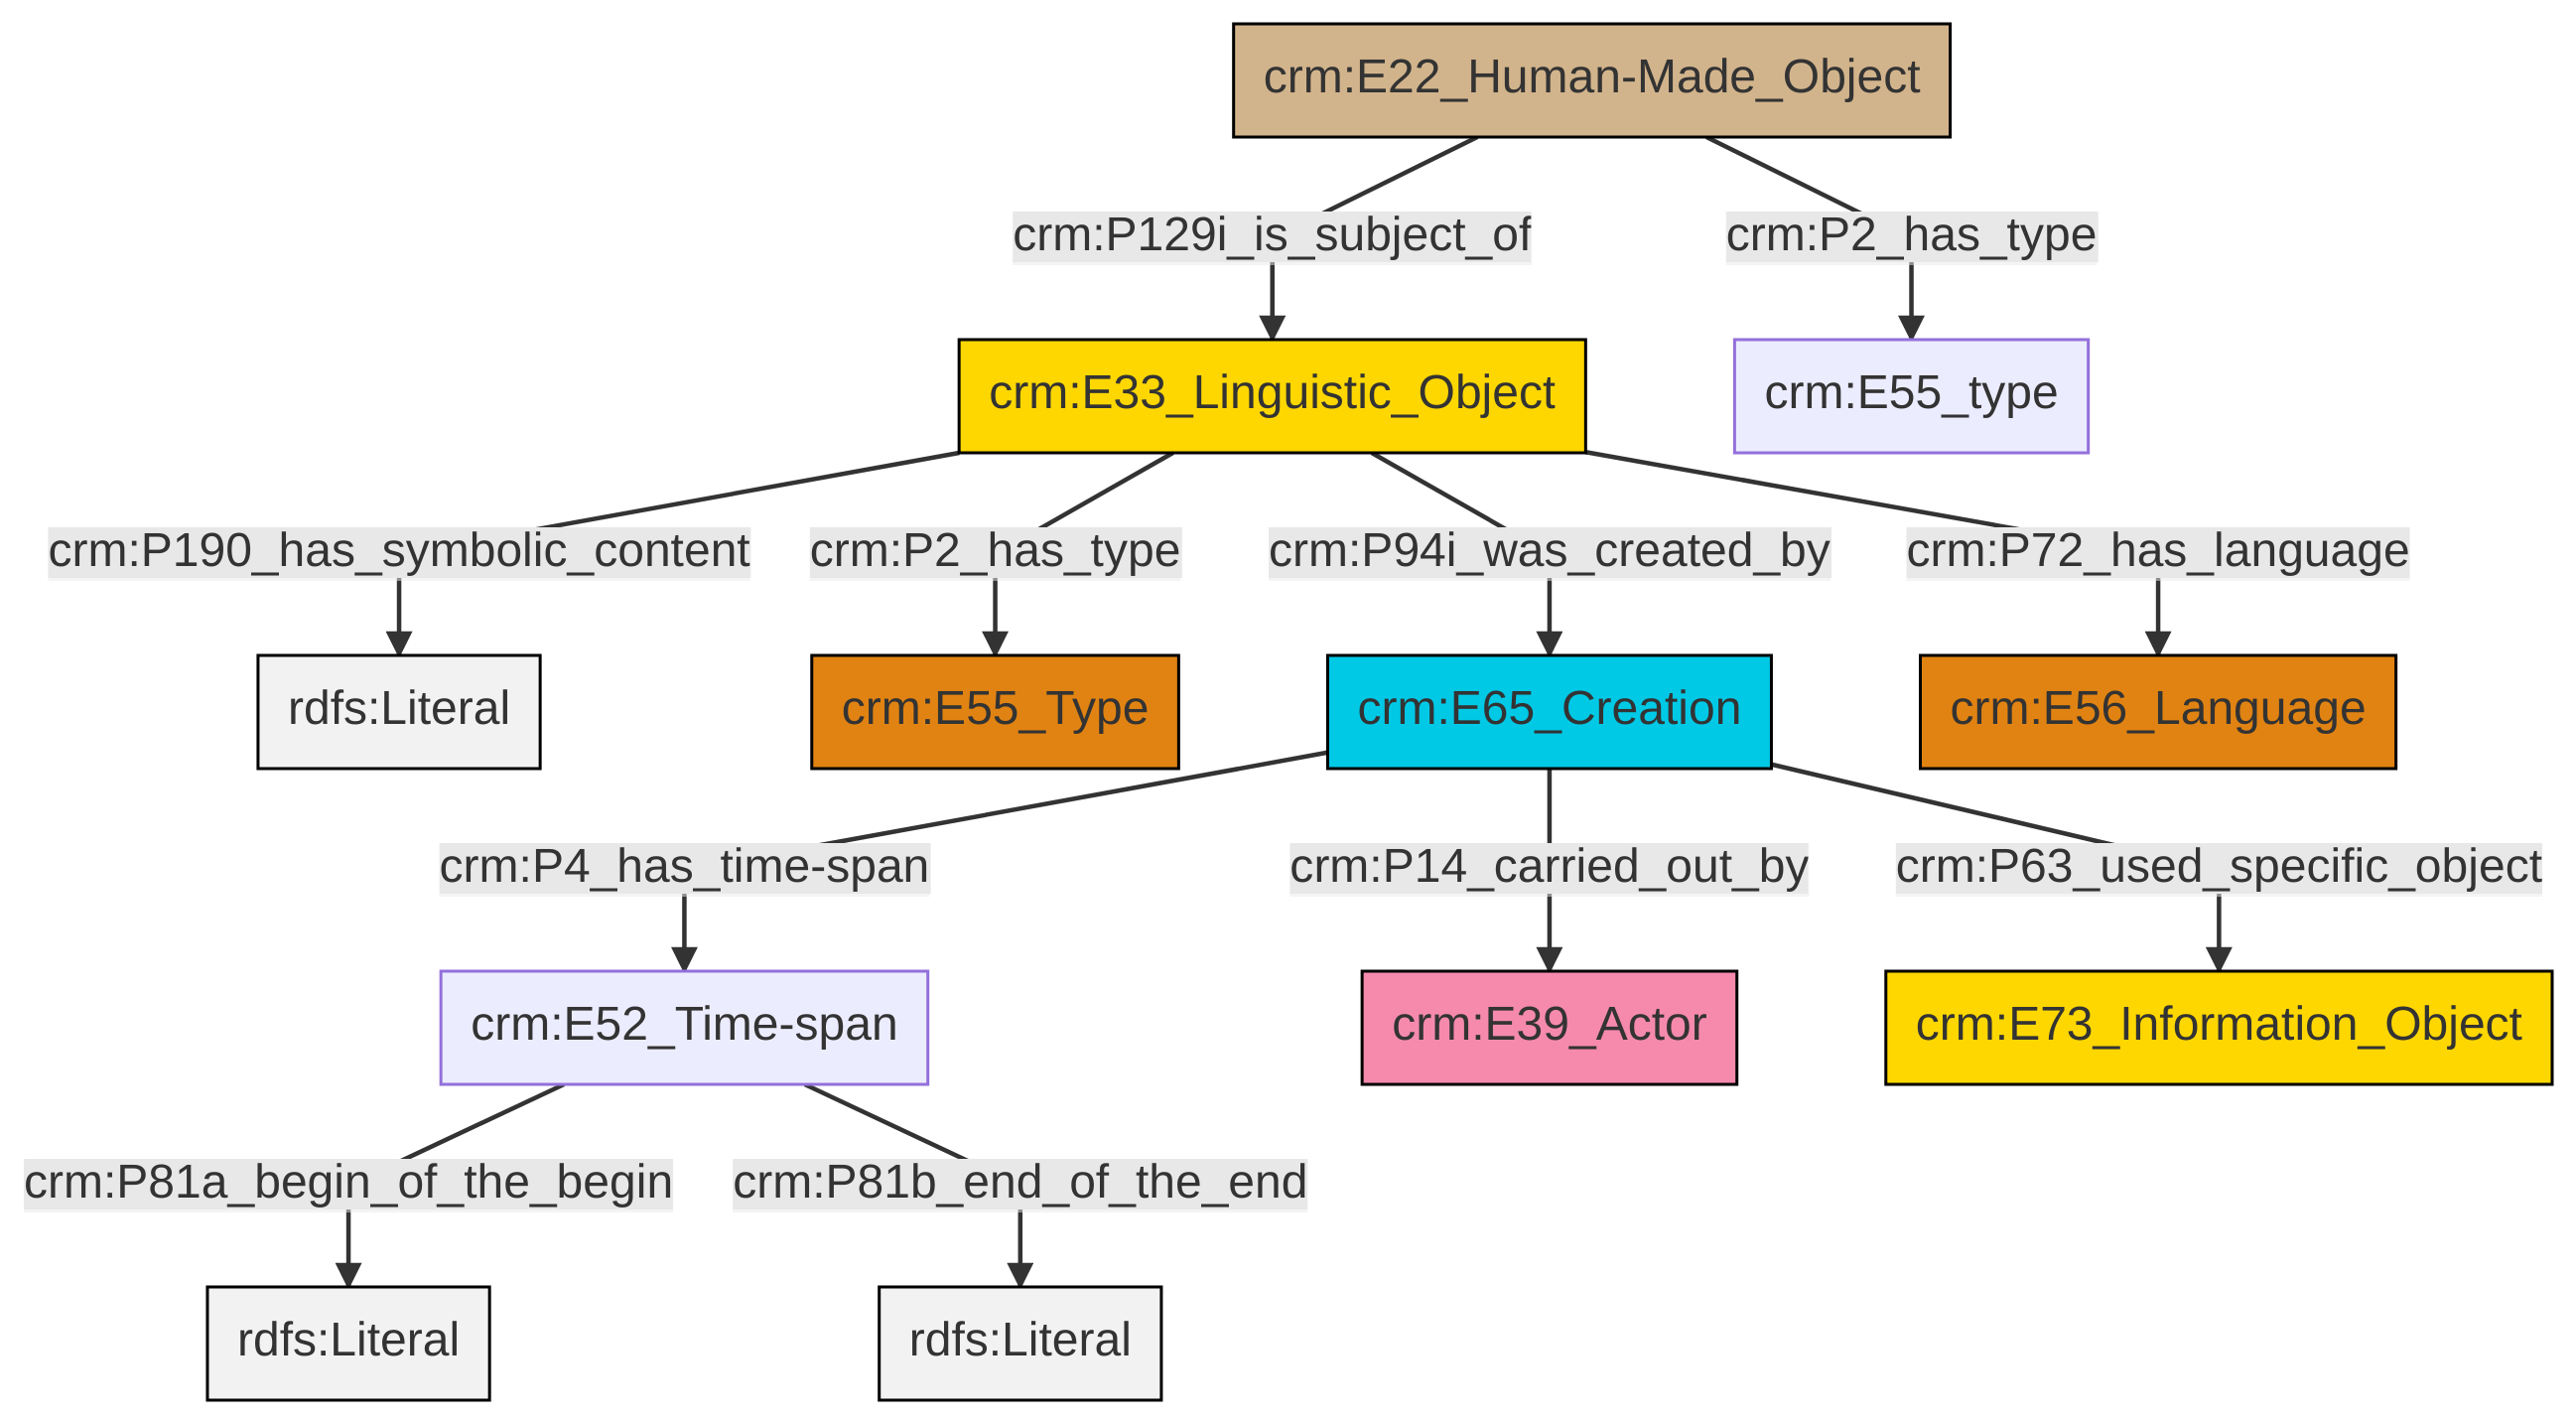 crm:E22_Human-Made_Object
crm:P129i_is_subject_of
crm:P2_has_type
crm:E33_Linguistic_Object
crm:E55_type
crm:P190_has_symbolic_content
crm:P2_has_type
crm:P94i_was_created_by
crm:P72_has_language
rdfs:Literal
crm:E55_Type
crm:E65_Creation
crm:E56_Language
crm:P4_has_time-span
crm:P14_carried_out_by
crm:P63_used_specific_object
crm:E52_Time-span
crm:E39_Actor
crm:E73_Information_Object
crm:P81a_begin_of_the_begin
crm:P81b_end_of_the_end
rdfs:Literal
rdfs:Literal